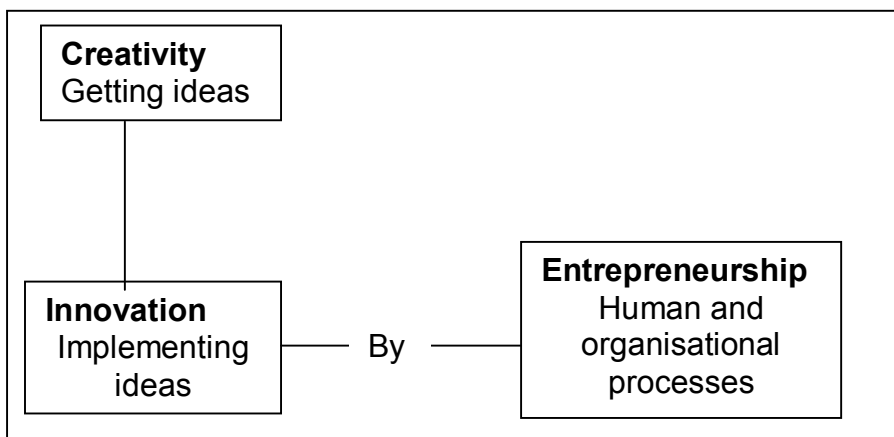 Creativity
Getting ideas
Innovation
Implementing
ideas
By
Entrepreneurship
Human and
organisational
processes